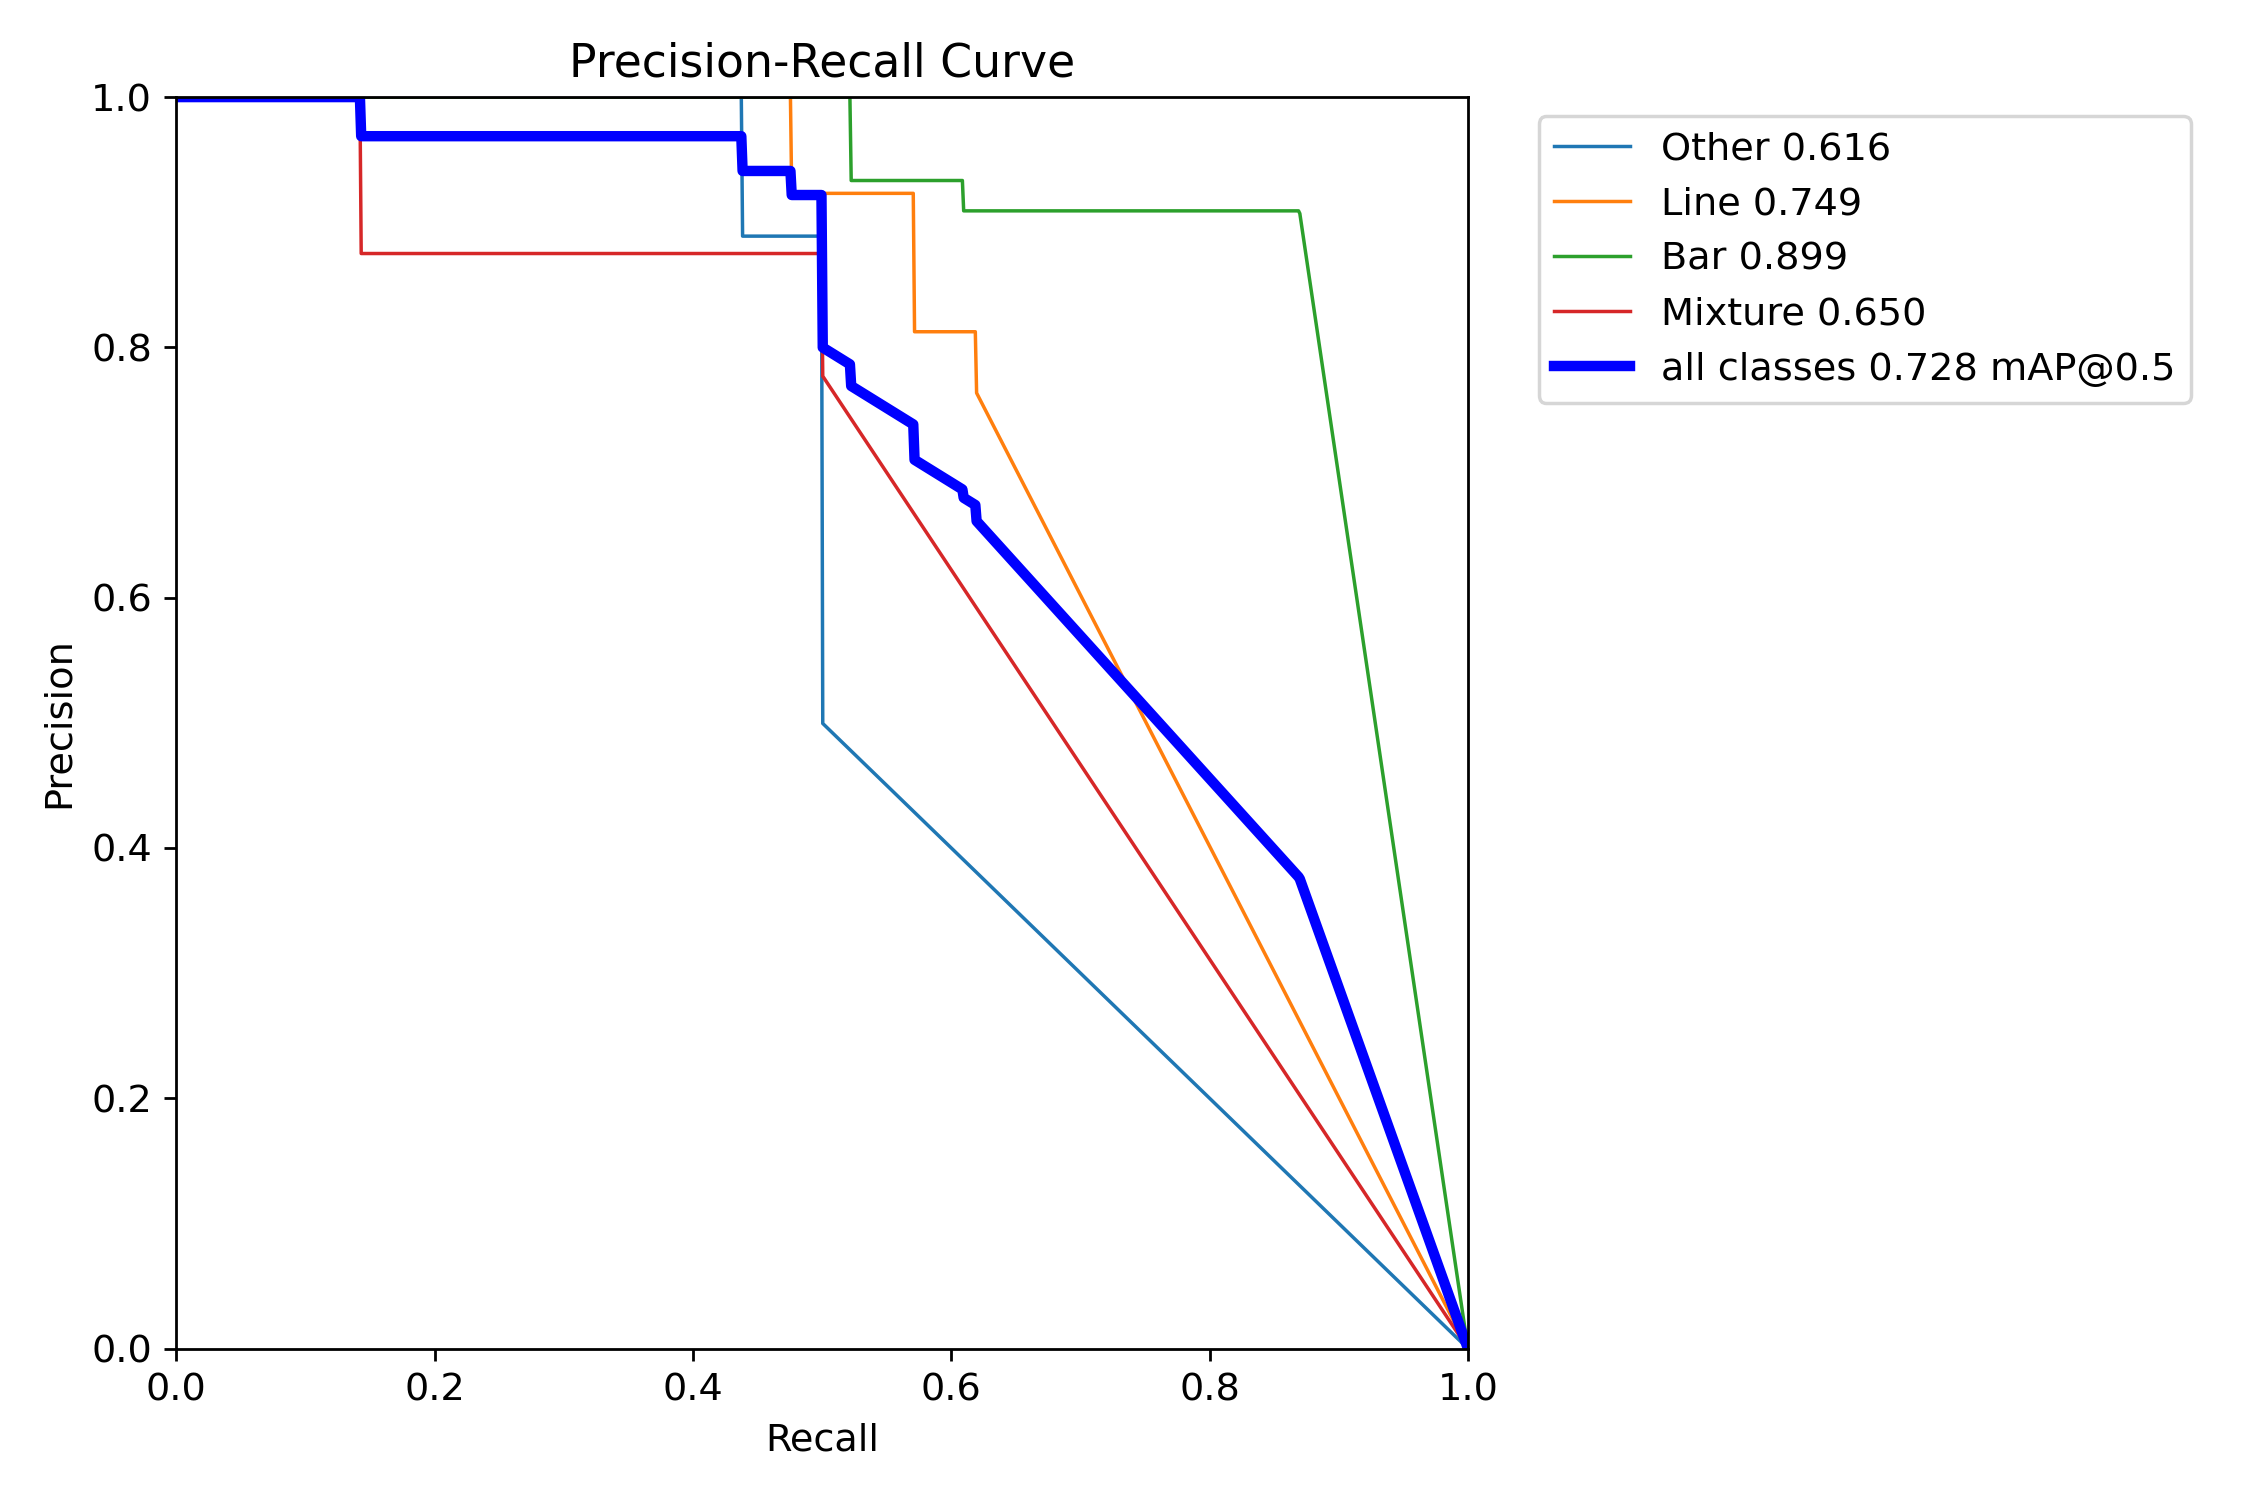 Precision-Recall Curve
1.0
0.8
0.6
0.4
0.2
0.0
Precision
0.0 0.2 0.4 0.6 0.8 1.0
Recall
Other 0.616
Line 0.749
Bar 0.899
Mixture 0.650
all classes 0.728 mAP@0.5